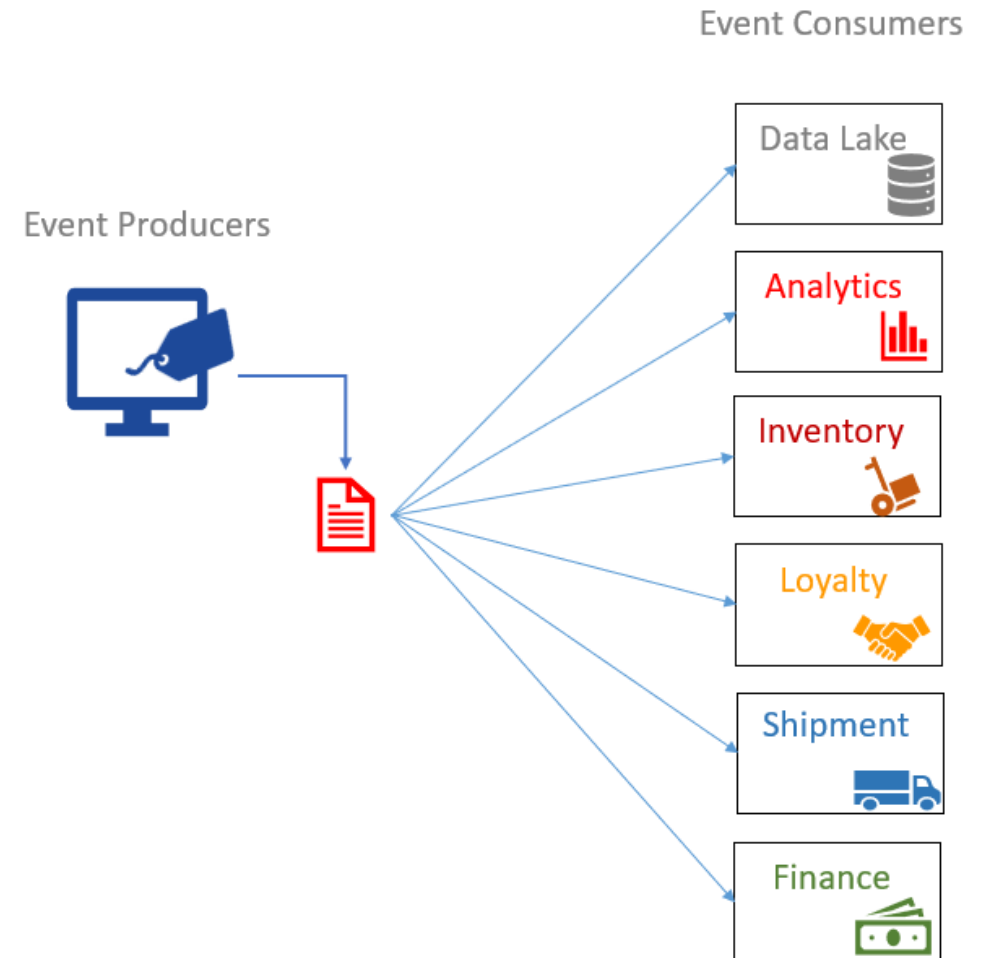 Event Consumers
Data Lake
Event Producers
Analytics
Inventory
Loyalty
Shipment
Finance